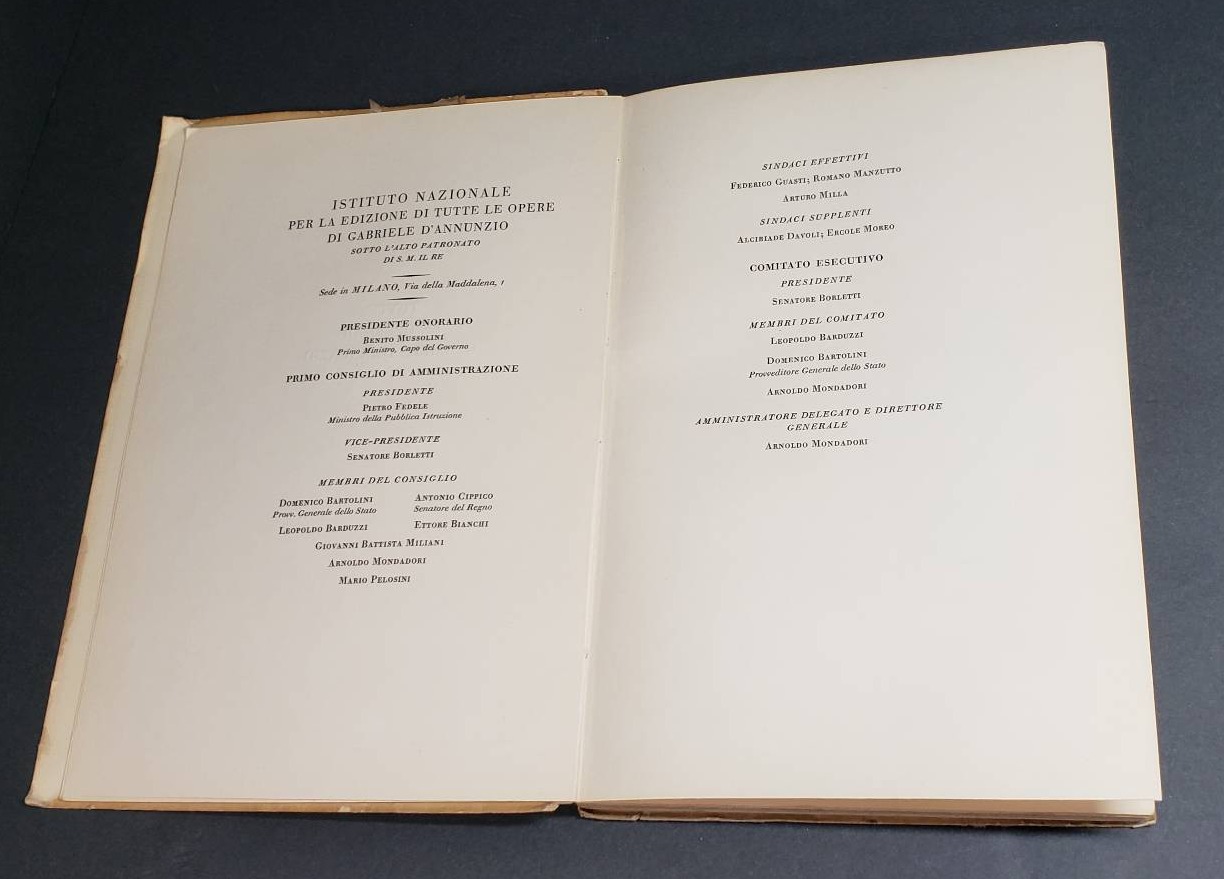 ISTITUTO NAZIONALE
PER LA EDIZIONE DI TUTTE LE OPERE
DI GABRIELE D'ANNUNZIO
SOTTO L'ALTO PATRONATO
DI S. M. IL RE
Sede in MILANO, Via della Maddalena, 1
PRESIDENTE ONORARIO
BENITO MUSSOLINI
Primo Ministro, Capo del Governo
PRIMO CONSIGLIO DI AMMINISTRAZIONE
PRESIDENTE
PIETRO FEDELE
Ministro della Pubblica Istruzione
VICE-PRESIDENTE
SENATORE BORLETTI
MEMBRI DEL CONSIGLIO
DOMENICO BARTOLINI
Provv. Generale dello Stato
LEOPOLDO BARDUZZI
ANTONIO CIPPICO
Senatore del Regno
ETTORE BIANCHI
GIOVANNI BATTISTA MILIANI
ARNOLDO MONDADORI
MARIO PELOSINI
SINDACI EFFETTIVI
FEDERICO GUASTI; ROMANO MANZUTTO
ARTURO MILLA
SINDACI SUPPLENTI
ALCIBIADE DAVOLI; ERCOLE MOREO
COMITATO ESECUTIVO
PRESIDENTE
SENATORE BORLETTI
MEMBRI DEL COMITATO
LEOPOLDO BARDUZZI
DOMENICO BARTOLINI
Provveditore Generale dello Stato
ARNOLDO MONDADORI
AMMINISTRATORE DELEGATO E DIRETTORE
GENERALE
ARNOLDO MONDADORI